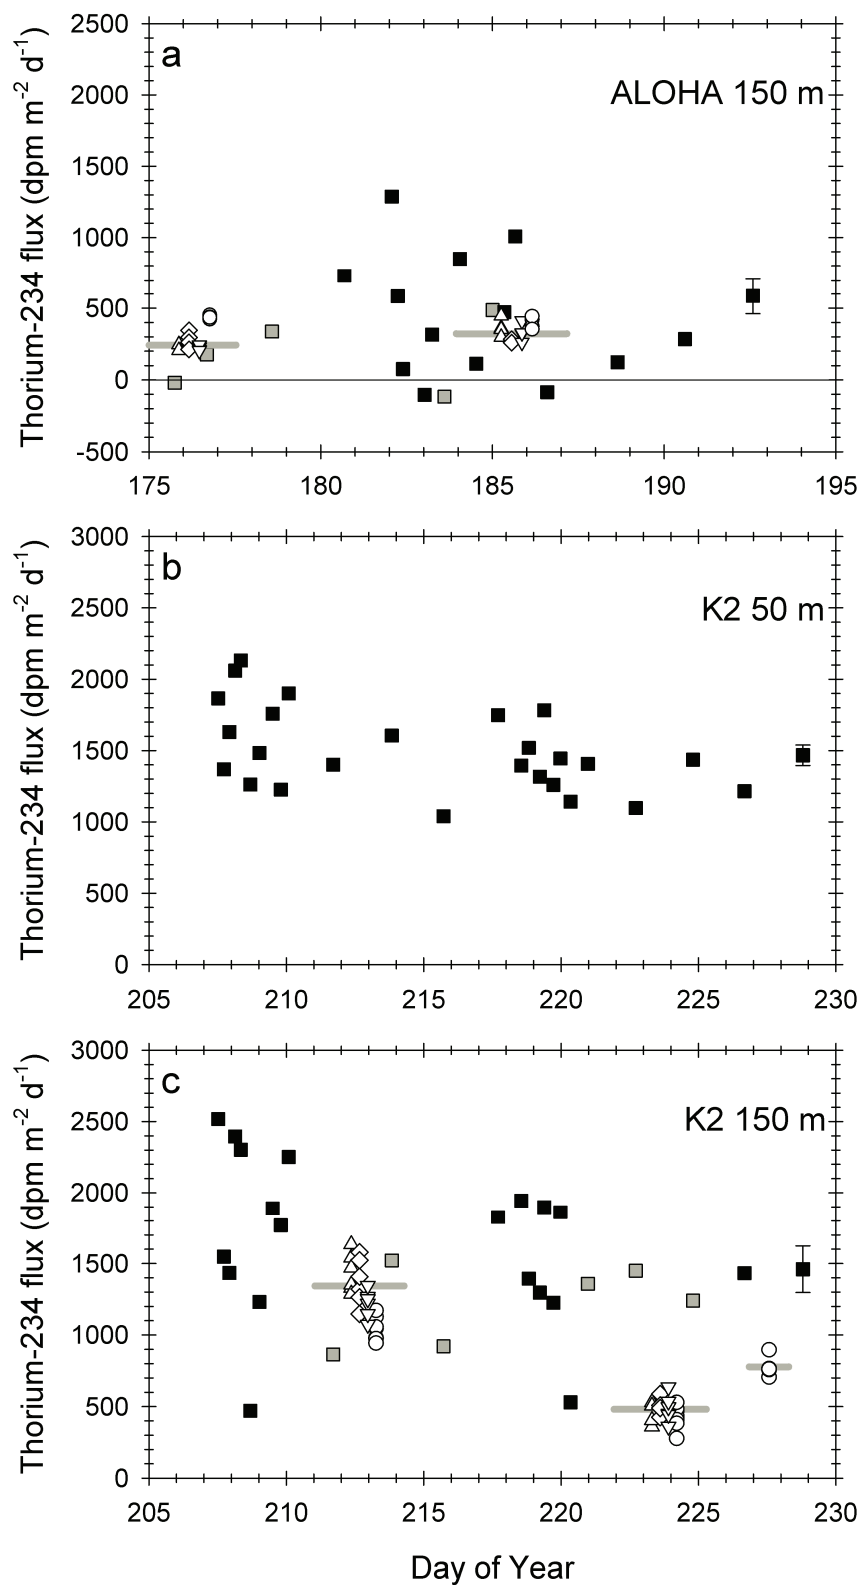 a
ALOHA 150 m
Thorium-234 flux (dpm m-2 d-1)
2500
2000
1500
1000
500
0
-500
175 180 185 190 195
b
K2 50 m
Thorium-234 flux (dpm m-2 d-1)
3000
2500
2000
1500
1000
500
0
205 210 215 220 225 230
c
K2 150 m
Thorium-234 flux (dpm m-2 d-1)
3000
2500
2000
1500
1000
500
0
205 210 215 220 225 230
Day of Year